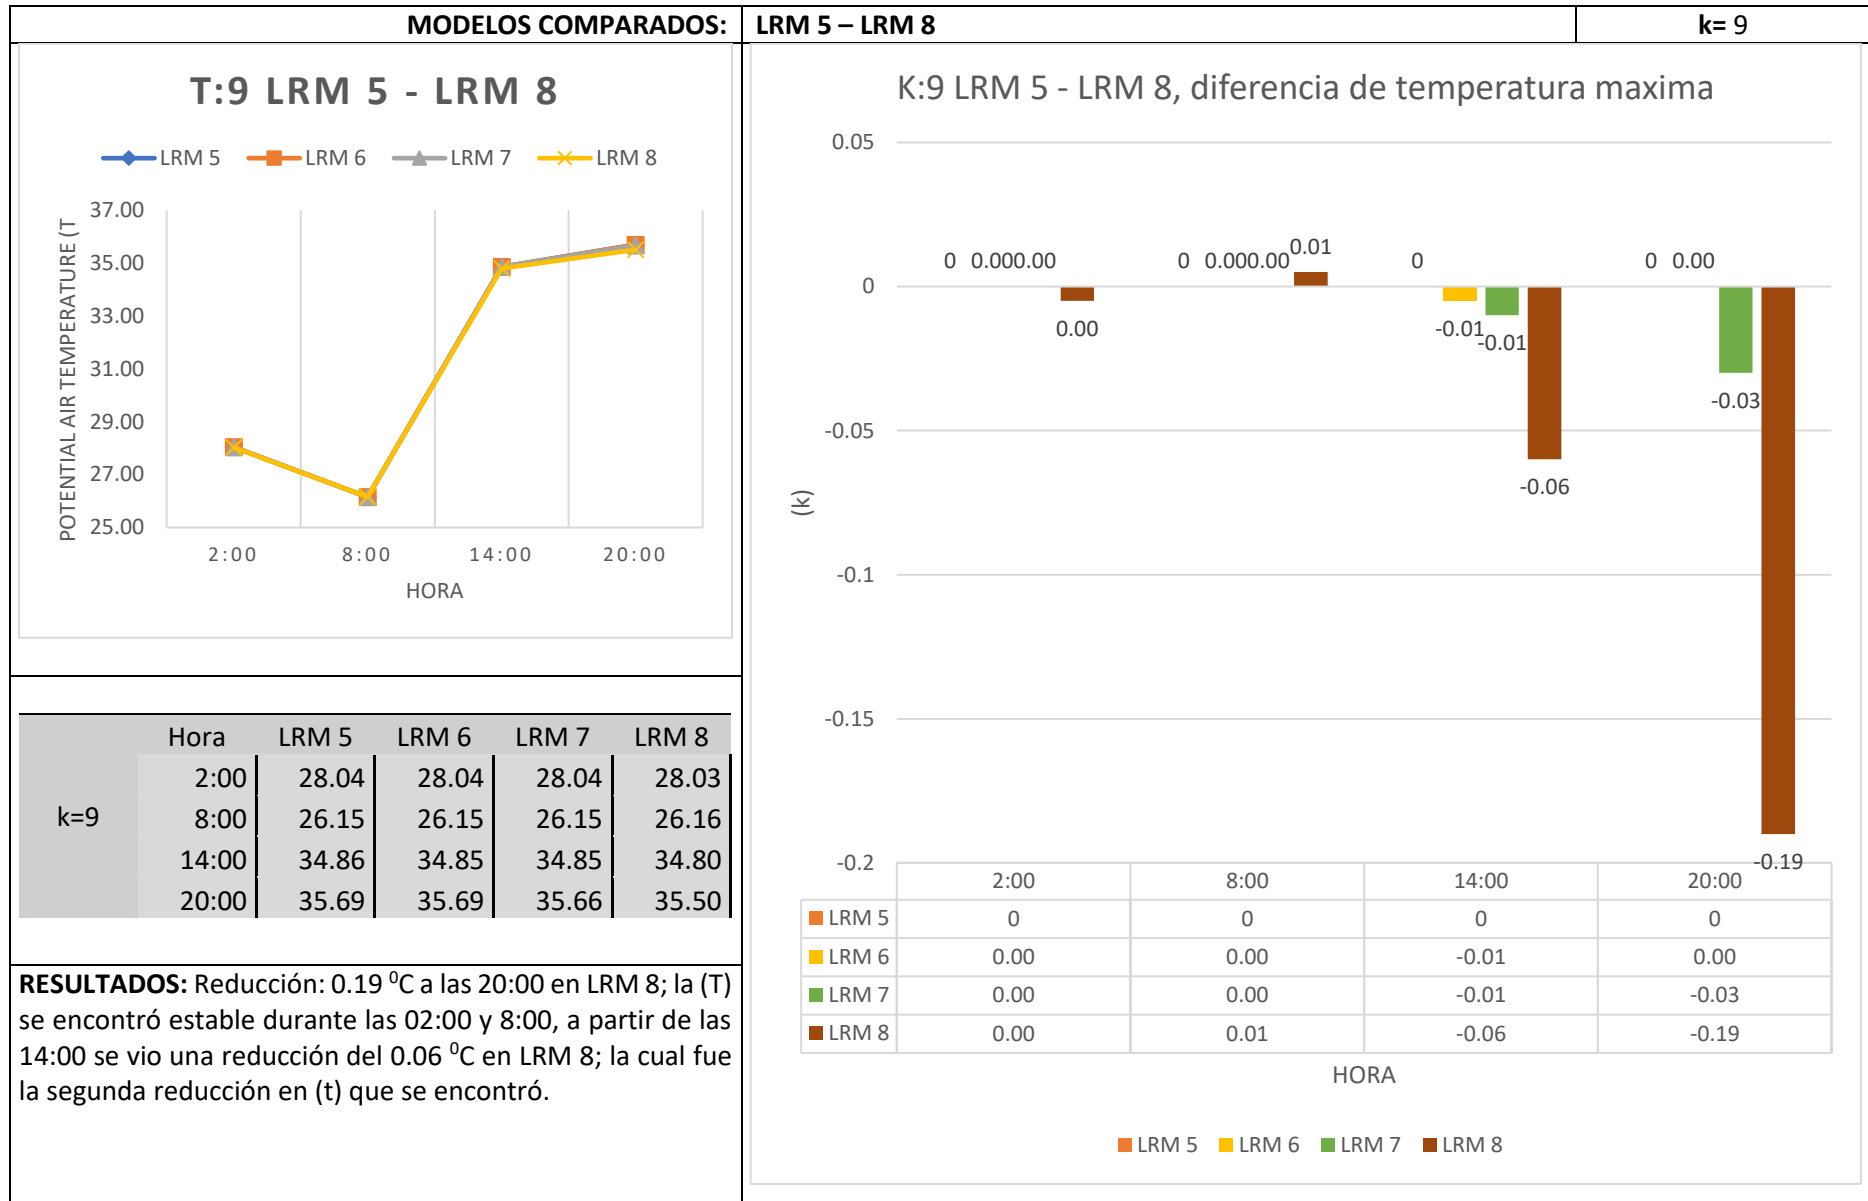 MODELOS COMPARADOS: LRM 5 – LRM 8 k= 9
T:9 LRM 5 - LRM 8
LRM 5 LRM 6 LRM 7 LRM 8
POTENTIAL AIR TEMPERATURE (T
37.00
35.00
33.00
31.00
29.00
27.00
25.00
2:00 8:00 14:00 20:00
HORA
Hora LRM 5 LRM 6 LRM 7 LRM 8
k=9
2:00 28.04 28.04 28.04 28.03
8:00 26.15 26.15 26.15 26.16
14:00 34.86 34.85 34.85 34.80
20:00 35.69 35.69 35.66 35.50
RESULTADOS: Reducción: 0.19 ⁰C a las 20:00 en LRM 8; la (T)
se encontró estable durante las 02:00 y 8:00, a partir de las
14:00 se vio una reducción del 0.06 ⁰C en LRM 8; la cual fue
la segunda reducción en (t) que se encontró.
K:9 LRM 5 - LRM 8, diferencia de temperatura maxima
(k)
0.05
0
-0.05
-0.1
-0.15
-0.2
0 0.00 0.00 0.00
0 0.00 0.00 0.01
0 -0.01 -0.01 -0.06
0 0.00 -0.03 -0.19
2:00 8:00 14:00 20:00
LRM 5 0 0 0 0
LRM 6 0.00 0.00 -0.01 0.00
LRM 7 0.00 0.00 -0.01 -0.03
LRM 8 0.00 0.01 -0.06 -0.19
HORA
LRM 5 LRM 6 LRM 7 LRM 8